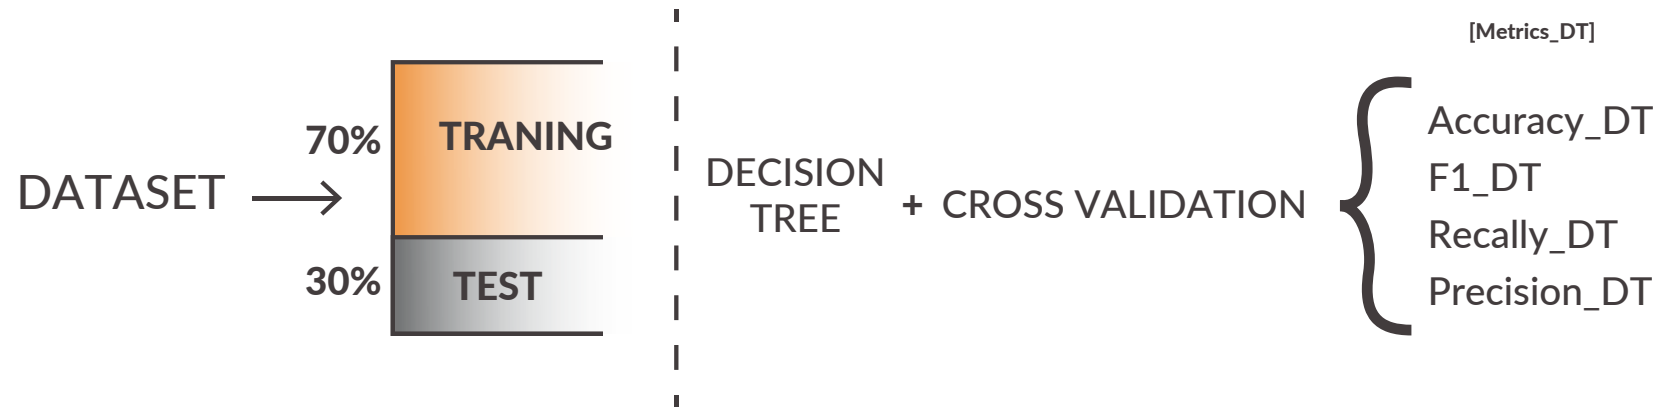 [Metrics_DT]
DATASET
70%
TRANING
30%
TEST
DECISION
TREE
+
CROSS VALIDATION
Accuracy_DT
F1_DT
Recally_DT
Precision_DT